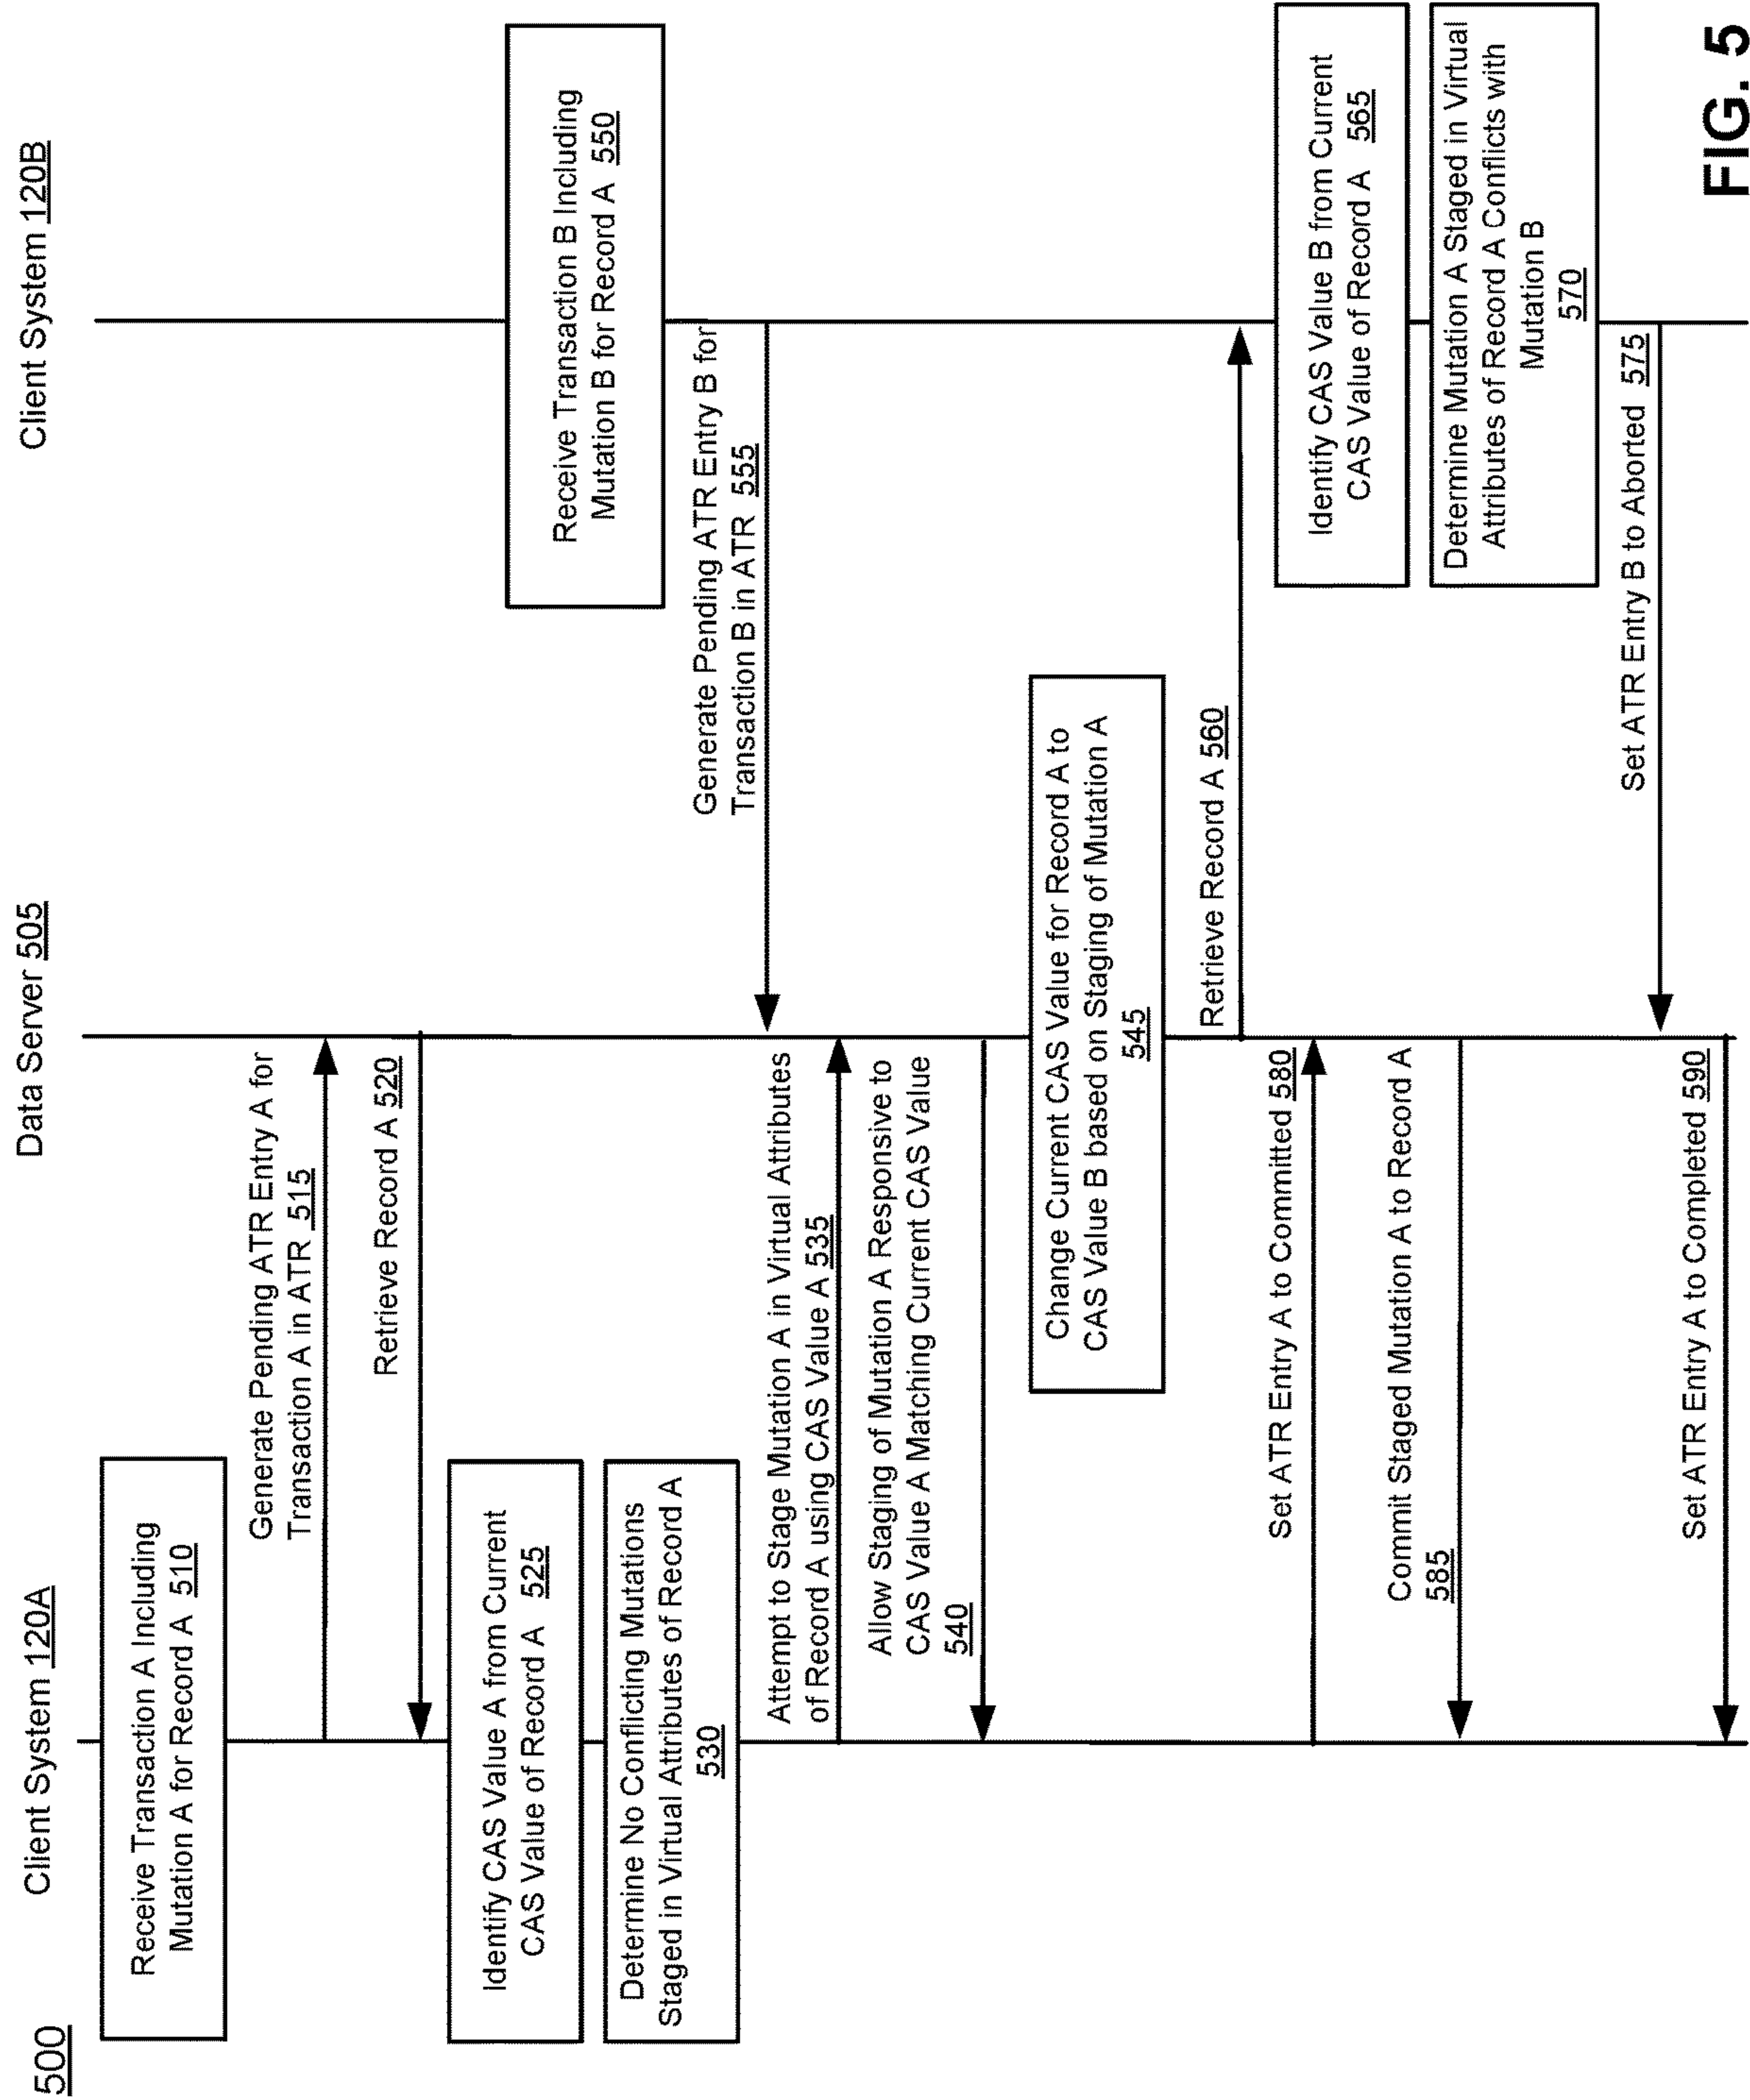 500
Client System 120A
Data Server 505
Client System 120B
Receive Transaction A Including
Mutation A for Record A 510
Generate Pending ATR Entry A for
Transaction A in ATR 515
Retrieve Record A 520
Identify CAS Value A from Current
CAS Value of Record A 525
Determine No Conflicting Mutations
Staged in Virtual Attributes of Record A
530
Receive Transaction B Including
Mutation B for Record A 550
Generate Pending ATR Entry B for
Transaction B in ATR 555
Attempt to Stage Mutation A in Virtual Attributes
of Record A using CAS Value A 535
Allow Staging of Mutation A Responsive to
CAS Value A Matching Current CAS Value
540
Change Current CAS Value for Record A to
CAS Value B based on Staging of Mutation A
545
Retrieve Record A 560
Identify CAS Value B from Current
CAS Value of Record A 565
Set ATR Entry A to Committed 580
Determine Mutation A Staged in Virtual
Attributes of Record A Conflicts with
Mutation B
570
Commit Staged Mutation A to Record A
585
Set ATR Entry B to Aborted 575
Set ATR Entry A to Completed 590
FIG. 5